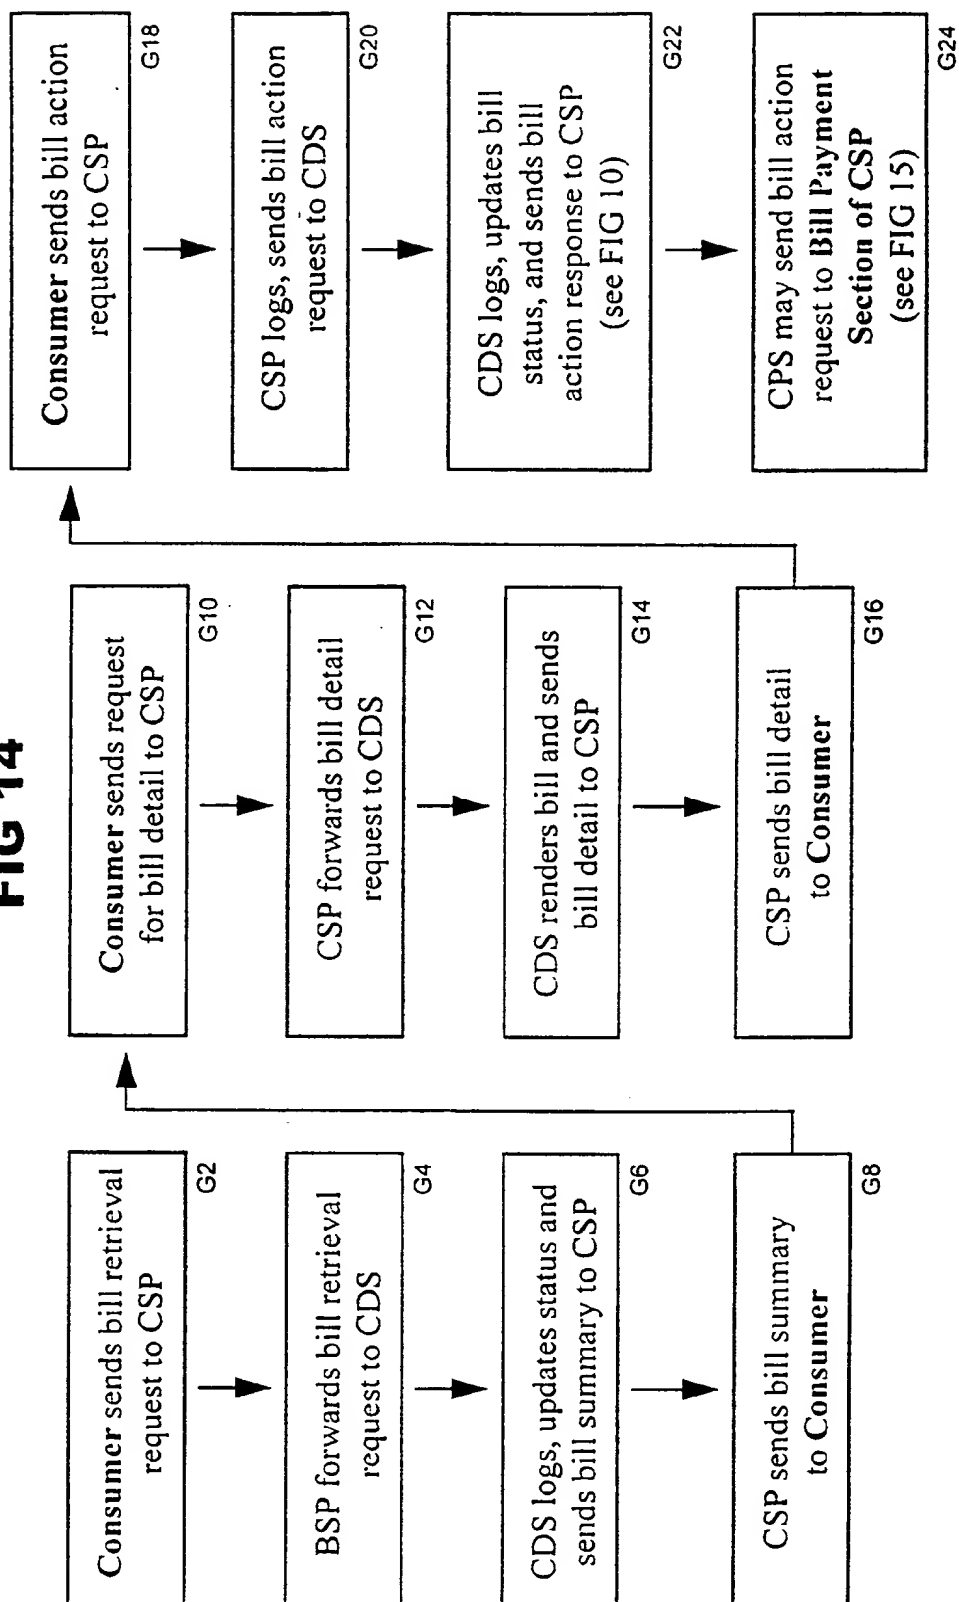 FIG 14
Consumer sends bill retrieval
request to CSP
G2
BSP forwards bill retrieval
request to CDS
G4
CDS logs, updates status and
sends bill summary to CSP
G6
CSP sends bill summary
to Consumer
G8
Consumer sends request
for bill detail to CSP
G10
CSP forwards bill detail
request to CDS
G12
CDS renders bill and sends
bill detail to CSP
G14
CSP sends bill detail
to Consumer
G16
Consumer sends bill action
request to CSP
G18
CSP logs, sends bill action
request to CDS
G20
CDS logs, updates bill
status, and sends bill
action response to CSP
(see FIG 10)
G22
CPS may send bill action
request to Bill Payment
Section of CSP
(see FIG 15)
G24